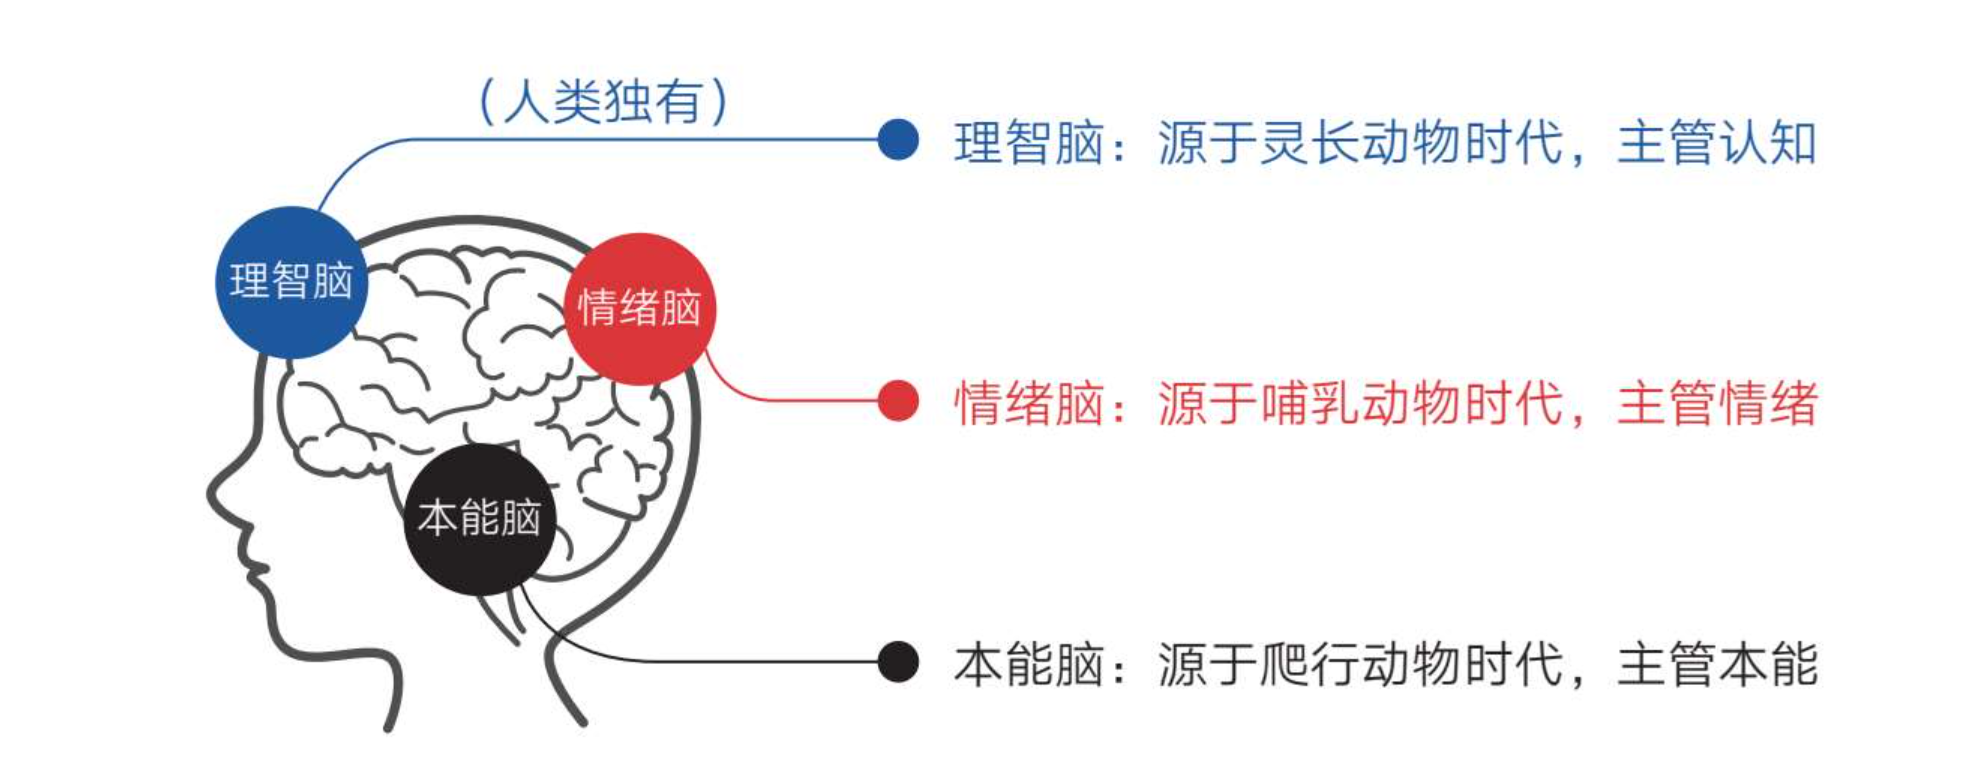 （人类独有）
理智脑：源于灵长动物时代，主管认知
理智脑
情绪脑
情绪脑：源于哺乳动物时代，主管情绪
本能脑
本能脑：源于爬行动物时代，主管本能